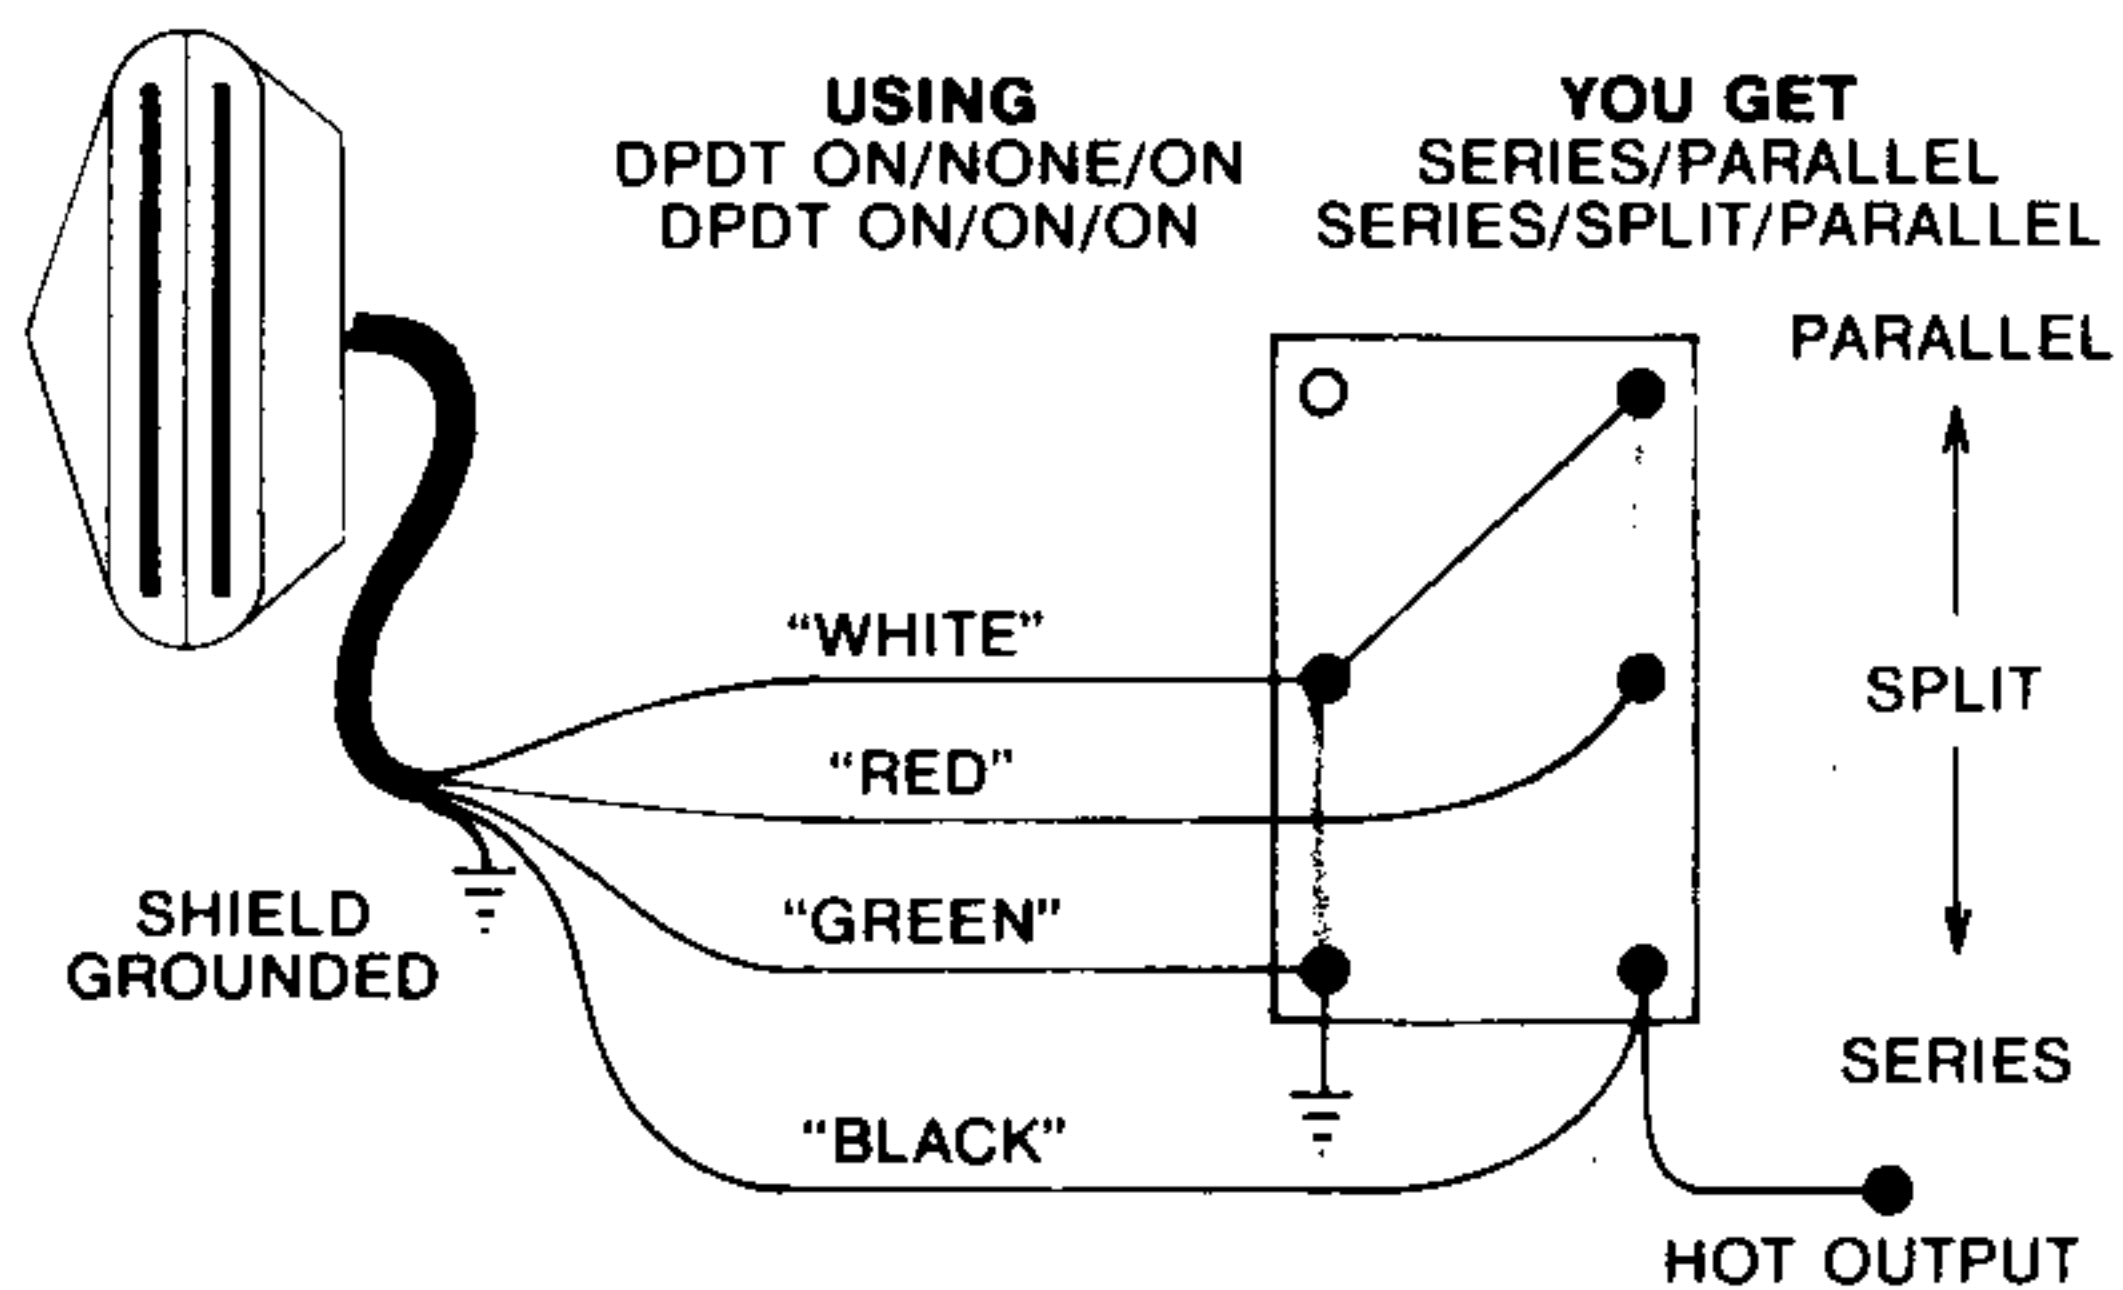 USING
DPDT ON/NONE/ON
DPDT ON/ON/ON
YOU GET
SERIES/PARALLEL
SERIES/SPLIT/PARALLEL
PARALLEL
SPLIT
SERIES
“WHITE”
“RED”
“GREEN”
“BLACK”
SHIELD
GROUNDED
HOT OUTPUT